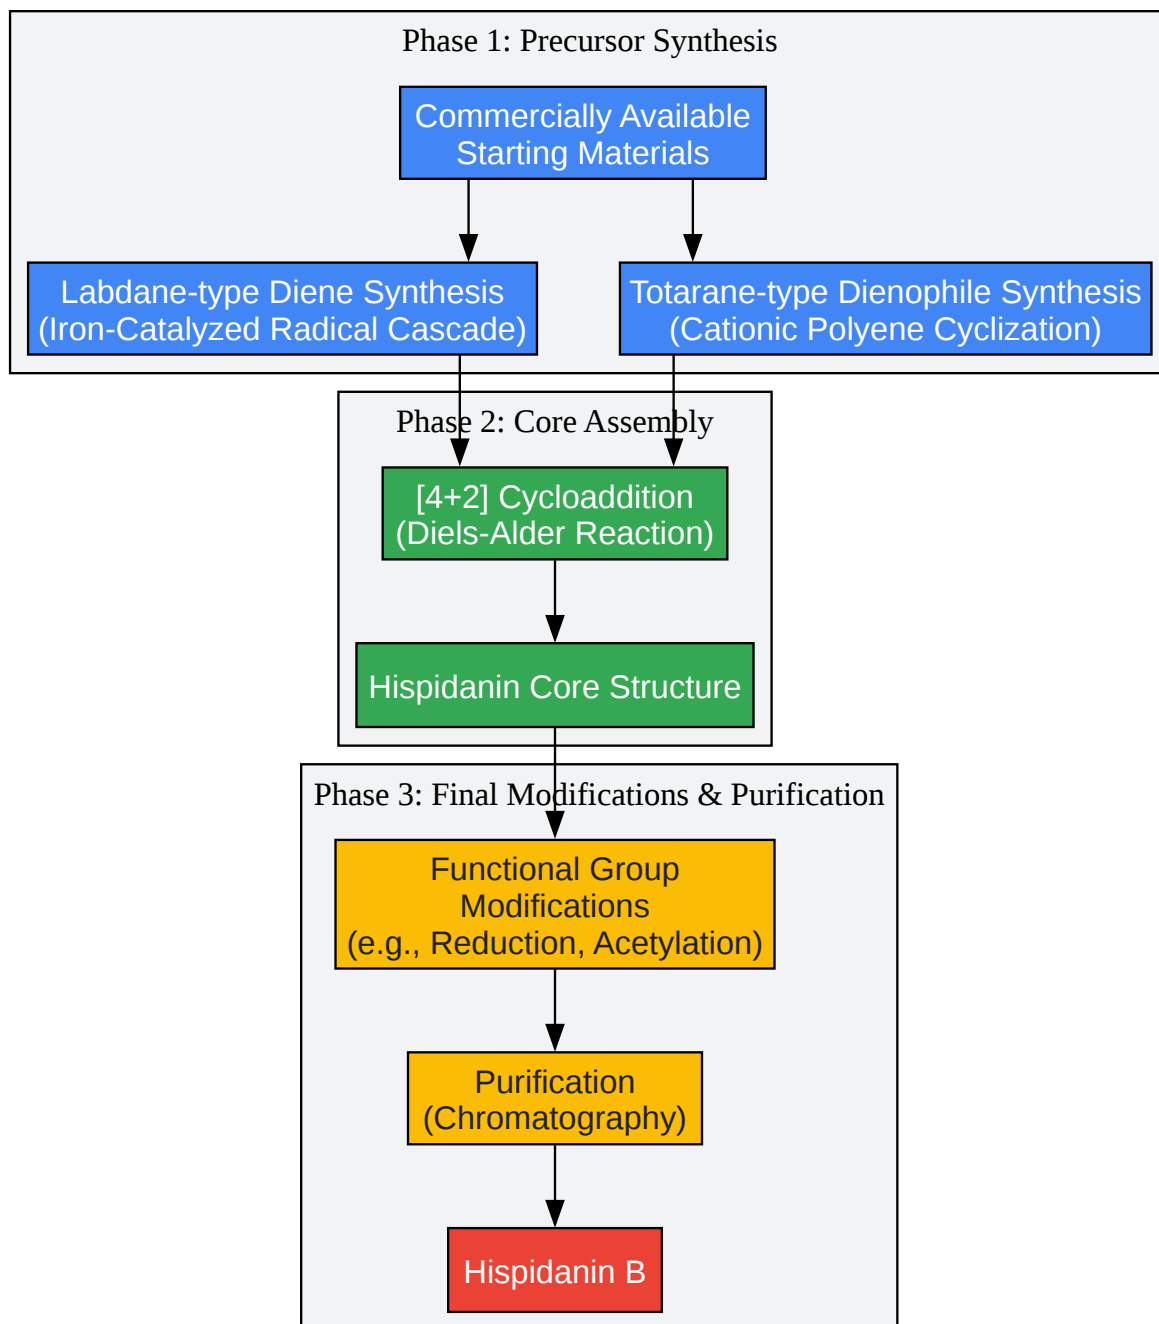 Phase 1: Precursor Synthesis
Commercially Available
Starting Materials
Labdane-type Diene Synthesis
(Iron-Catalyzed Radical Cascade)
Totarane-type Dienophile Synthesis
(Cationic Polyene Cyclization)
Phase 2: Core Assembly
[4+2] Cycloaddition
(Diels-Alder Reaction)
Hispidanin Core Structure
Phase 3: Final Modifications & Purification
Functional Group
Modifications
(e.g., Reduction, Acetylation)
Purification
(Chromatography)
Hispidanin B